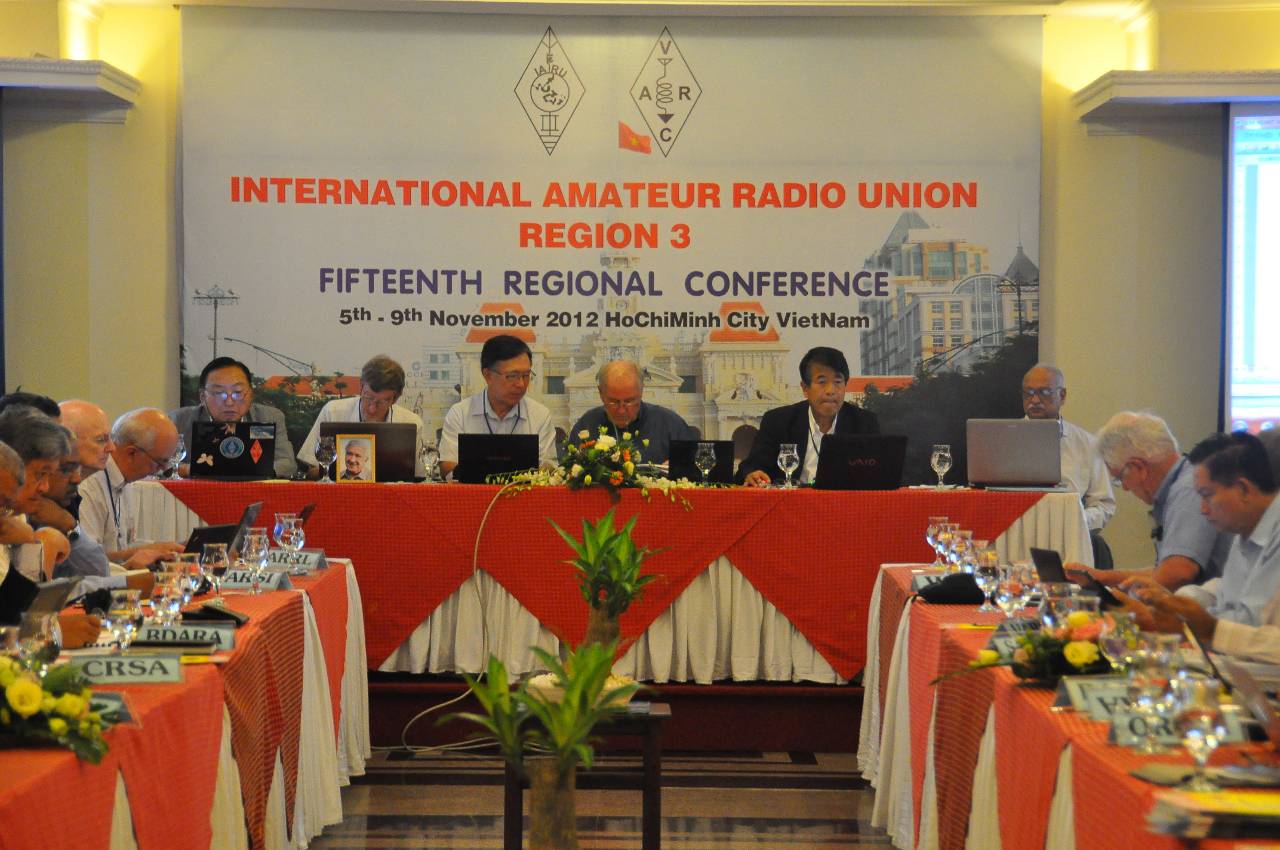 IARU
V
A R
C
INTERNATIONAL AMATEUR RADIO UNION
REGION 3
FIFTEENTH REGIONAL CONFERENCE
5th - 9th November 2012 HoChiMinh City VietNam
VAIO
ARRL
ARSI
BDARA
CRSA